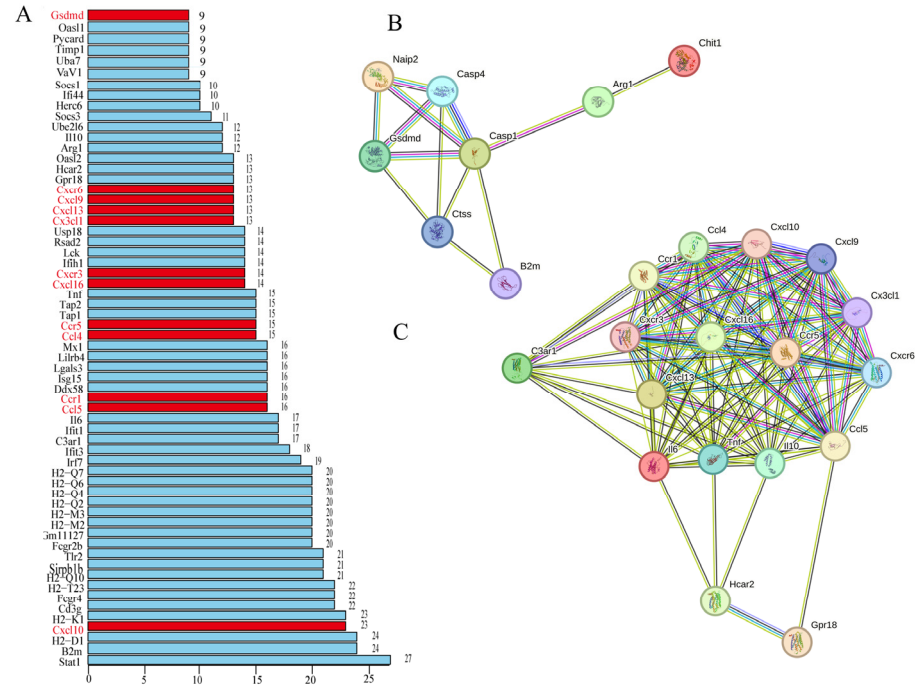 A
Gsdmd 9
Oasl1 9
Pycard 9
Timp1 9
Uba7 9
VaV1 9
Socs1 10
Ifi44 10
Herc6 10
Socs3 11
Ube2l6 12
Il10 12
Arg1 12
Oasl2 13
Hcar2 13
Gpr18 13
Cxcr6 13
Cxcl9 13
Cxcl13 13
Cx3cl1 13
Usp18 14
Rsad2 14
Lck 14
Ifih1 14
Cxcr3 14
Cxcl16 14
Tnf 15
Tap2 15
Tap1 15
Ccr5 15
Ccl4 15
Mx1 16
Lilrb4 16
Lgals3 16
Isg15 16
Ddx58 16
Ccr1 16
Ccl5 16
Il6 17
Ifit1 17
C3ar1 17
Ifit3 18
Irf7 19
H2−Q7 20
H2−Q6 20
H2−Q4 20
H2−Q2 20
H2−M3 20
H2−M2 20
Gm11127 20
Fcgr2b 20
Tlr2 21
Sirpb1b 21
H2−Q10 21
H2−T23 22
Fcgr4 22
Cd3g 22
H2−K1 23
Cxcl10 23
H2−D1 24
B2m 24
Stat1 27
0 5 10 15 20 25
B
Chit1
Naip2
Casp4
Arg1
Gsdmd
Casp1
Ctss
B2m
C
Cxcl10
Ccl4
Cxcl9
Ccr1
Cx3cl1
Cxcr3
Cxcl16
Ccr5
C3ar1
Cxcr6
Cxcl13
Ccl5
Il6
Tnf
Il10
Hcar2
Gpr18